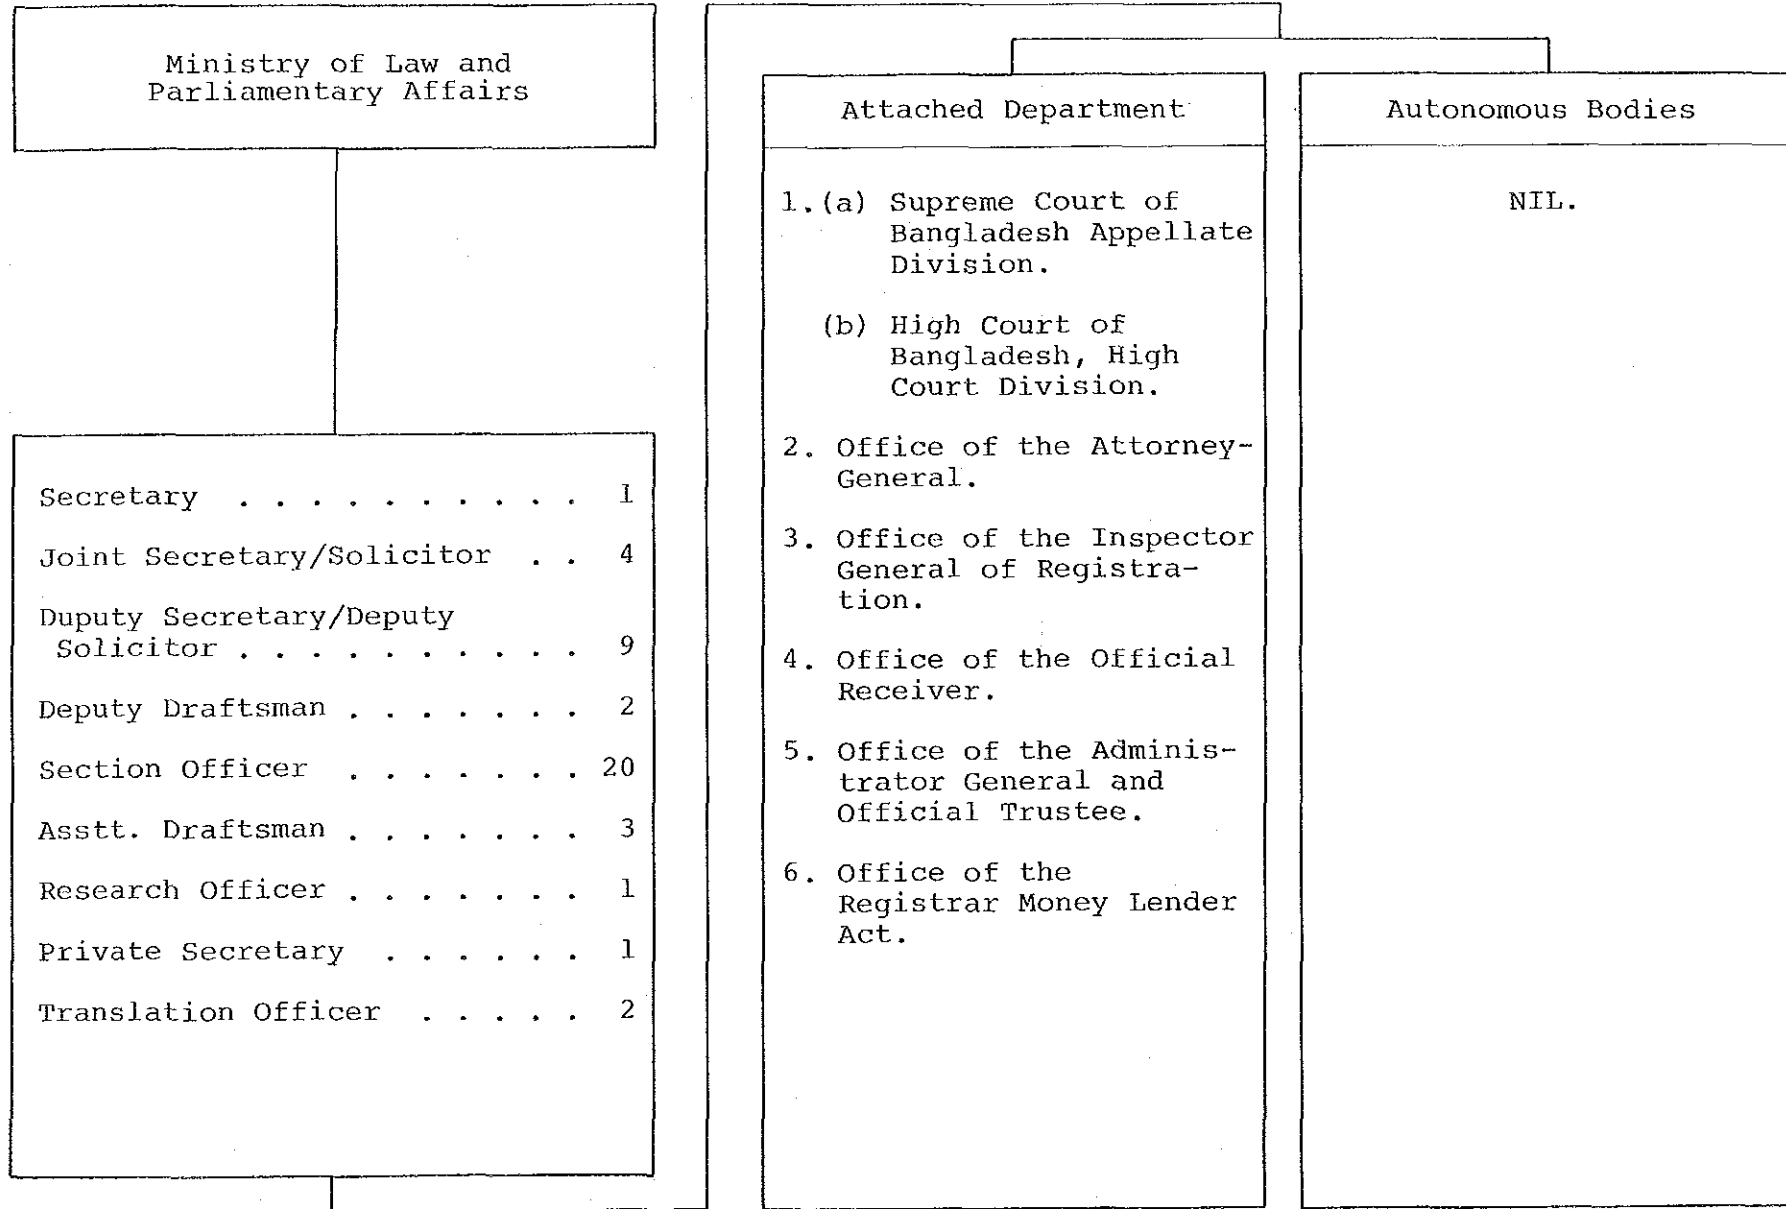 Ministry of Law and
Parliamentary Affairs
Secretary . . . . . . . . . . 1
Joint Secretary/Solicitor . . 4
Duputy Secretary/Deputy
Solicitor . . . . . . . . . . 9
Deputy Draftsman . . . . . . . 2
Section Officer . . . . . . . 20
Asstt. Draftsman . . . . . . . 3
Research Officer . . . . . . . 1
Private Secretary . . . . . . 1
Translation Officer . . . . . 2
Attached Department
1.(a) Supreme Court of
Bangladesh Appellate
Division.
(b) High Court of
Bangladesh, High
Court Division.
2. Office of the Attorney-
General.
3. Office of the Inspector
General of Registra-
tion.
4. Office of the Official
Receiver.
5. Office of the Adminis-
trator General and
Official Trustee.
6. Office of the
Registrar Money Lender
Act.
Autonomous Bodies
NIL.